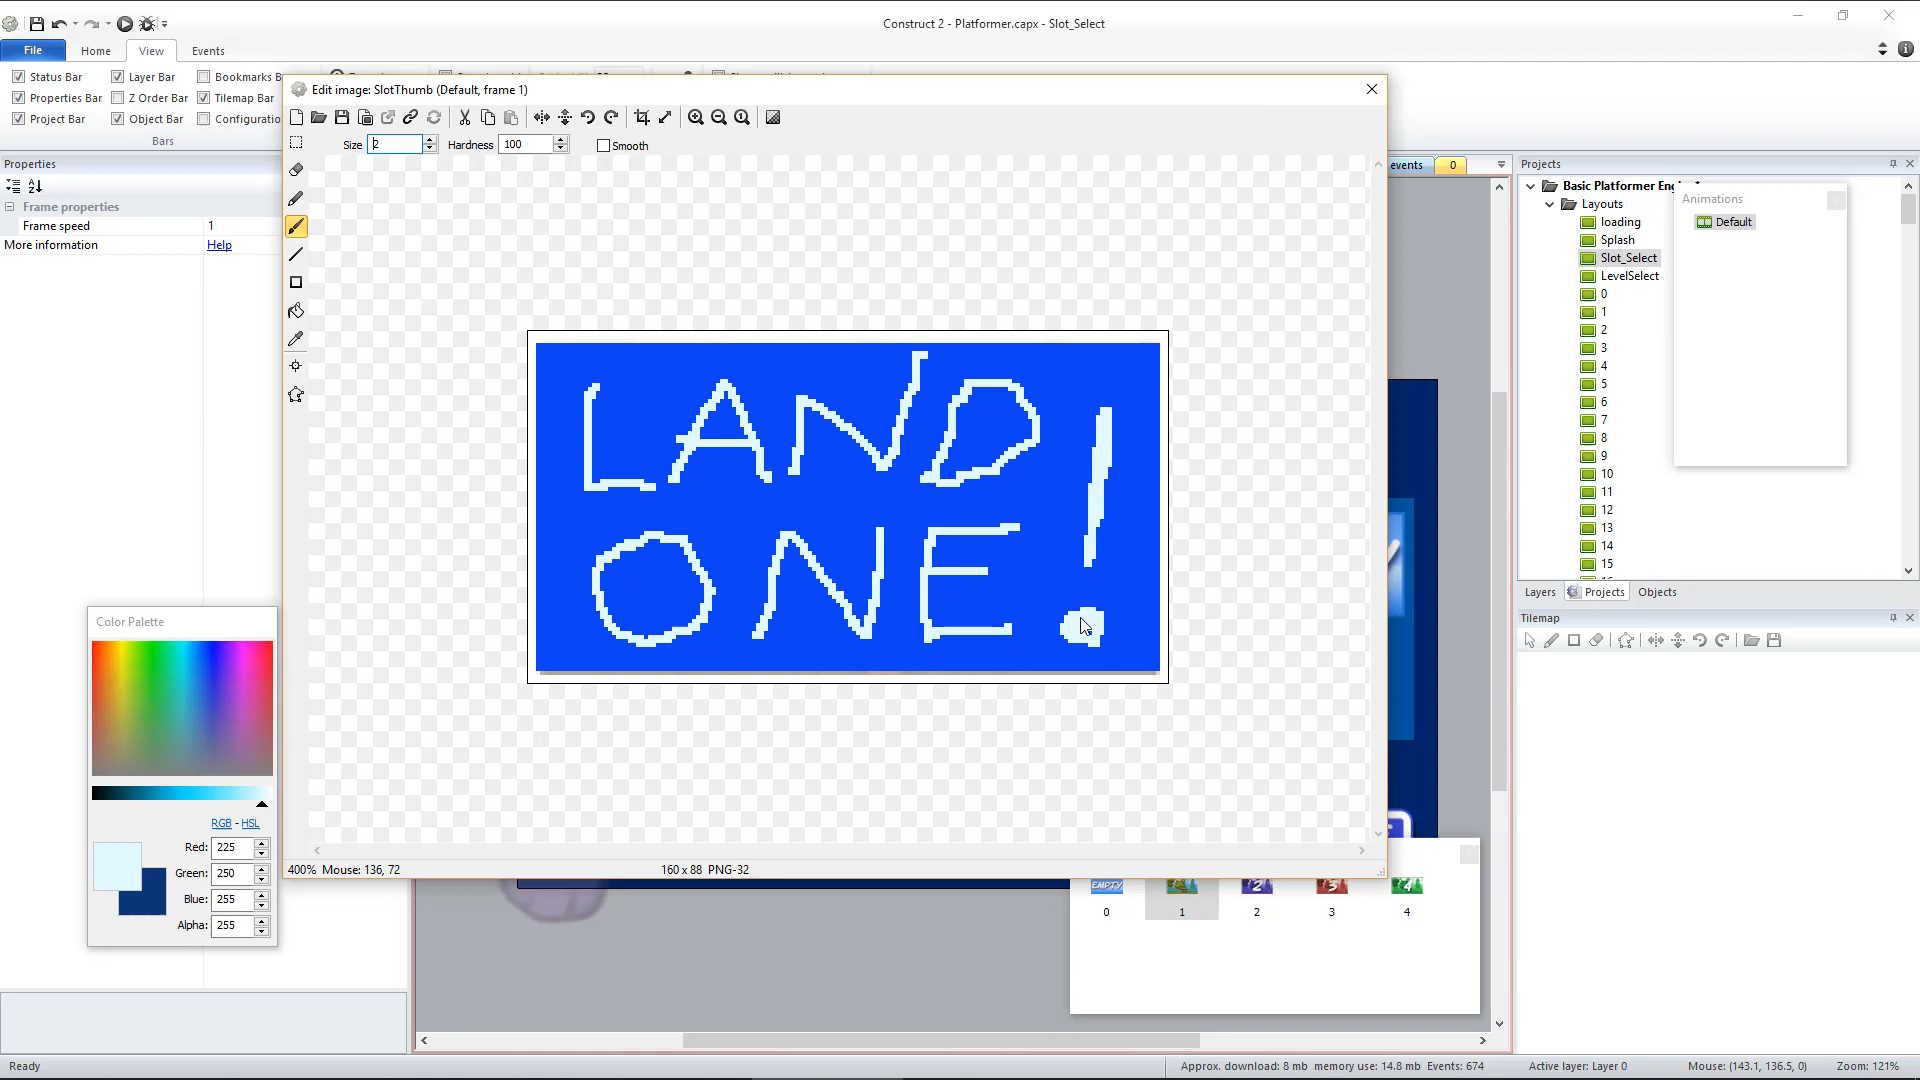 Construct 2 - Platformer.capx - Slot_Select
File Home View Events
Status Bar Layer Bar Bookmarks B
Properties Bar Z Order Bar Tilemap Bar
Project Bar Object Bar Configuratio
Bars
Edit image: SlotThumb (Default, frame 1)
Size 2 Hardness 100 Smooth
Properties
Frame properties
Frame speed 1
More information Help
LAND
ONE!
Color Palette
RGB - HSL
Red: 225
Green: 250
Blue: 255
Alpha: 255
400% Mouse: 136, 72 160 x 88 PNG-32
events 0
EMPTY 2 3 4
0 1 2 3 4
Projects
Basic Platformer Eng
Layouts
loading
Splash
Slot_Select
LevelSelect
0
1
2
3
4
5
6
7
8
9
10
11
12
13
14
15
Animations
Default
Layers Projects Objects
Tilemap
Ready Approx. download: 8 mb memory use: 14.8 mb Events: 674 Active layer: Layer 0 Mouse: (143.1, 136.5, 0) Zoom: 121%